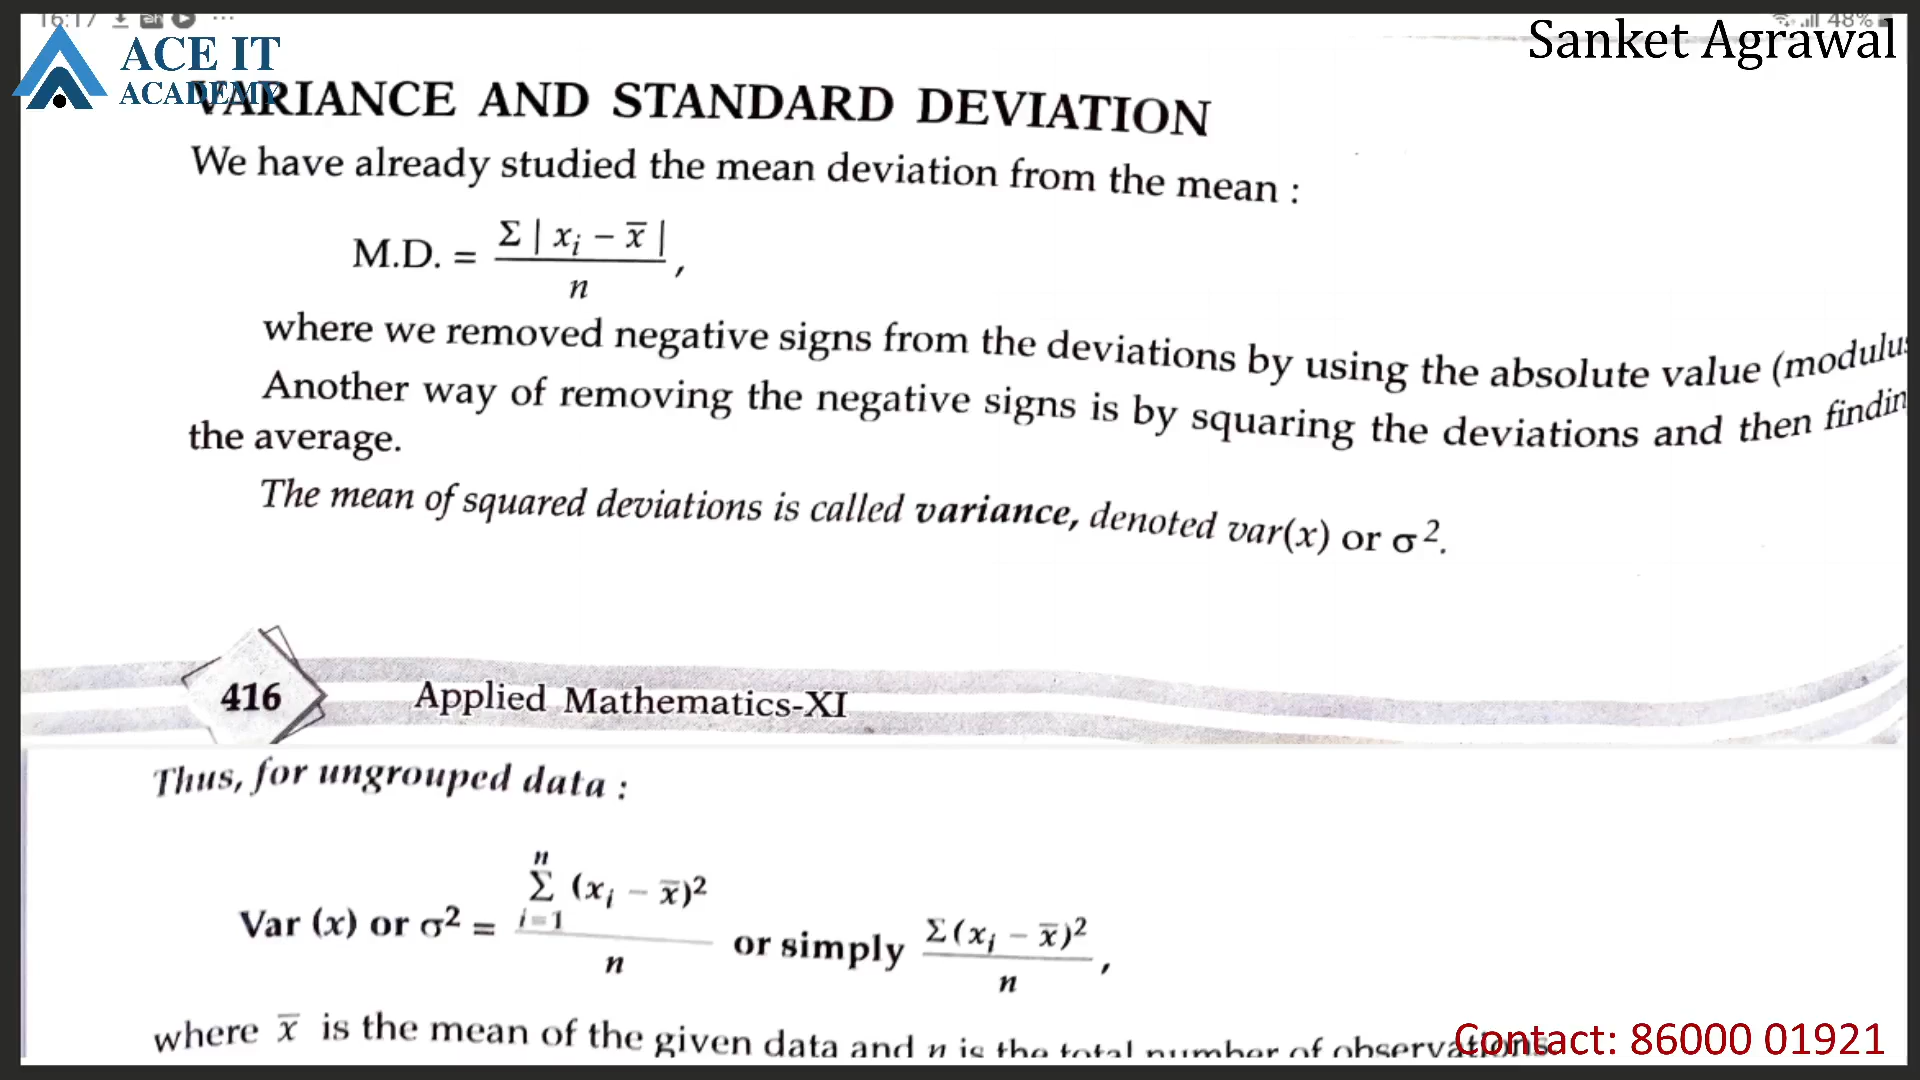 16:17
48%
ACE IT
ACADEMY
Sanket Agrawal
VARIANCE AND STANDARD DEVIATION
We have already studied the mean deviation from the mean :
M.D. = Σ | xᵢ − x̄ | / n ,
where we removed negative signs from the deviations by using the absolute value (modulus
Another way of removing the negative signs is by squaring the deviations and then findin
the average.
The mean of squared deviations is called variance, denoted var(x) or σ².
416 Applied Mathematics-XI
Thus, for ungrouped data :
Var (x) or σ² = Σⁿᵢ₌₁ (xᵢ − x̄)² / n or simply Σ(xᵢ − x̄)² / n ,
where x̄ is the mean of the given data and n is the total number of observations
Contact: 86000 01921